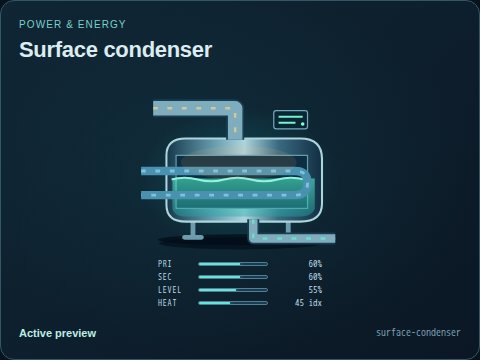 POWER & ENERGY
Surface condenser
PRI 60%
SEC 60%
LEVEL 55%
HEAT 45 idx
Active preview
surface-condenser